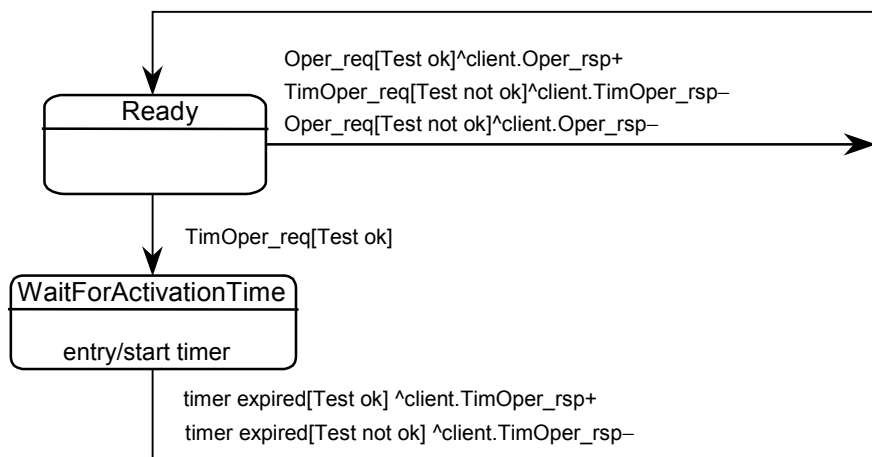 Oper_req[Test ok]^client.Oper_rsp+
TimOper_req[Test not ok]^client.TimOper_rsp−
Oper_req[Test not ok]^client.Oper_rsp−
Ready
TimOper_req[Test ok]
WaitForActivationTime
entry/start timer
timer expired[Test ok] ^client.TimOper_rsp+
timer expired[Test not ok] ^client.TimOper_rsp−